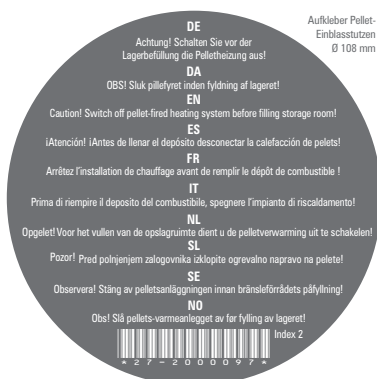 Aufkleber Pellet-
Einblasstutzen
Ø 108 mm
DE
Achtung! Schalten Sie vor der
Lagerbefüllung die Pelletheizung aus!
DA
OBS! Sluk pillefyret inden fyldning af lageret!
EN
Caution! Switch off pellet-fired heating system before filling storage room!
ES
¡Atención! ¡Antes de llenar el depósito desconectar la calefacción de pelets!
FR
Arrêtez l'installation de chauffage avant de remplir le dépôt de combustible !
IT
Prima di riempire il deposito del combustibile, spegnere l'impianto di riscaldamento!
NL
Opgelet! Voor het vullen van de opslagruimte dient u de pelletverwarming uit te schakelen!
SL
Pozor! Pred polnjenjem zalogovnika izklopite ogrevalno napravo na pelete!
SE
Observera! Stäng av pelletsanläggningen innan bränsleförrådets påfyllning!
NO
Obs! Slå pellets-varmeanlegget av før fylling av lageret!
Index 2
*27-2000097*